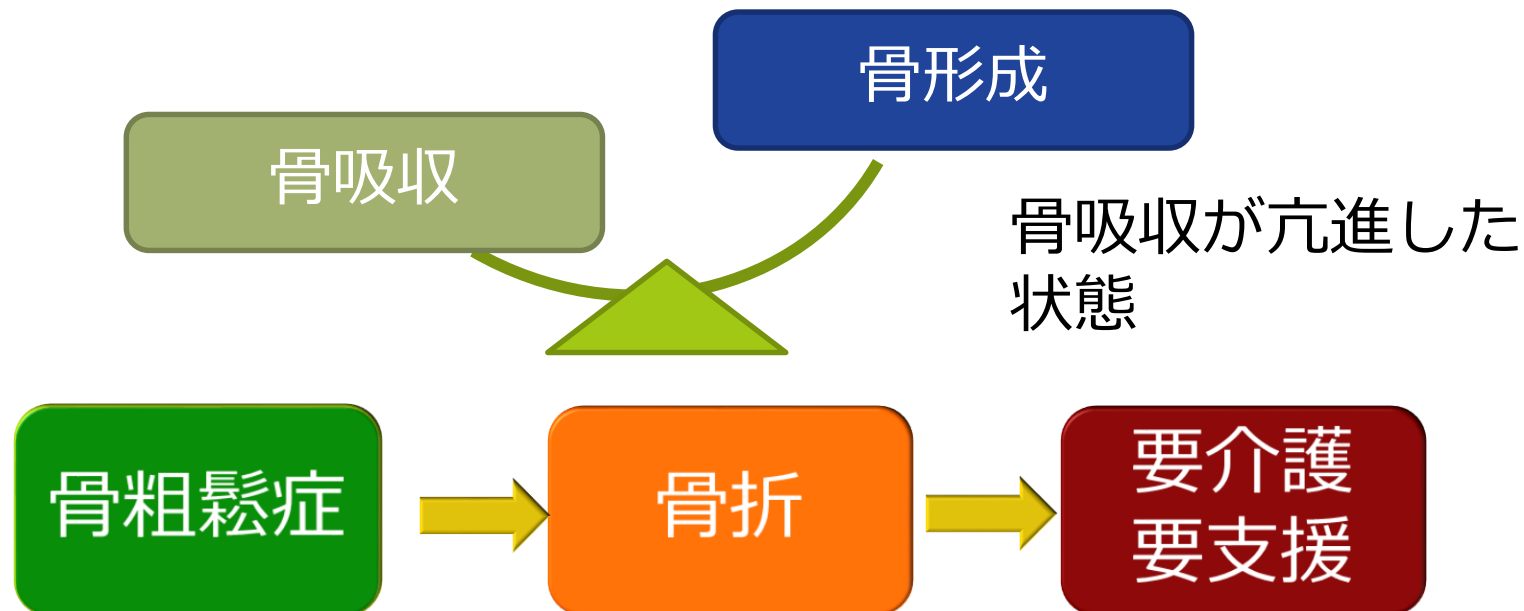 骨形成
骨吸収
骨吸収が亢進した
状態
骨粗鬆症
骨折
要介護
要支援